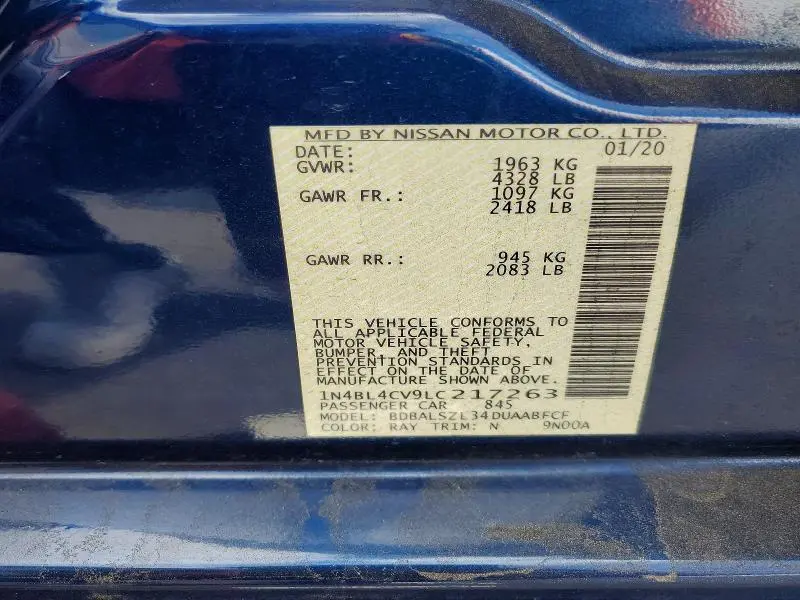 MFD BY NISSAN MOTOR CO., LTD.
DATE: 01/20
GVWR: 1963 KG
4328 LB
GAWR FR.: 1097 KG
2418 LB
GAWR RR.: 945 KG
2083 LB
THIS VEHICLE CONFORMS TO
ALL APPLICABLE FEDERAL
MOTOR VEHICLE SAFETY,
BUMPER, AND THEFT
PREVENTION STANDARDS IN
EFFECT ON THE DATE OF
MANUFACTURE SHOWN ABOVE.
1N4BL4CV9LC217263
PASSENGER CAR 845
MODEL: BDBALSZL34DUAABFCF
COLOR: RAY TRIM: N 9N00A